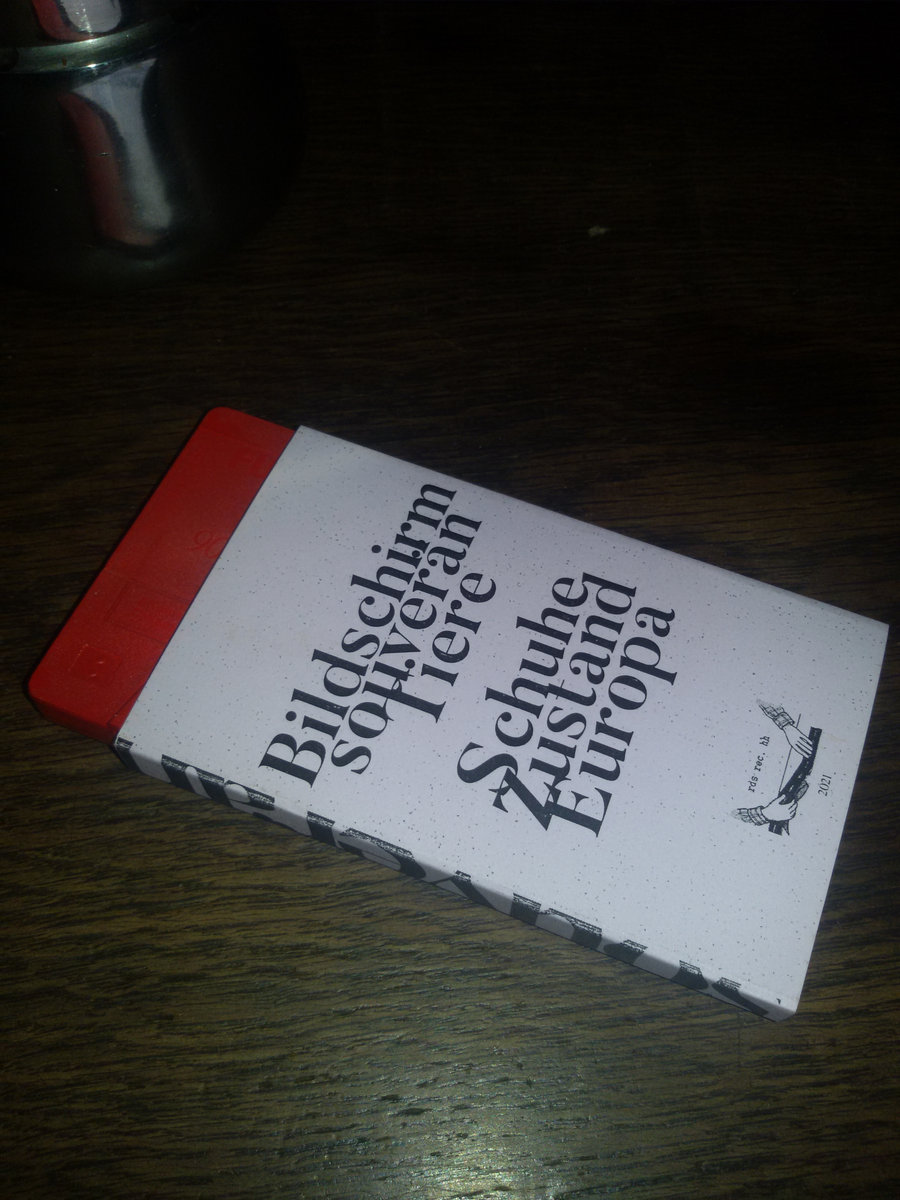 Bildschirm
souverän
Tiere
Schuhe
Zustand
Europa
rds rec. hh
2021